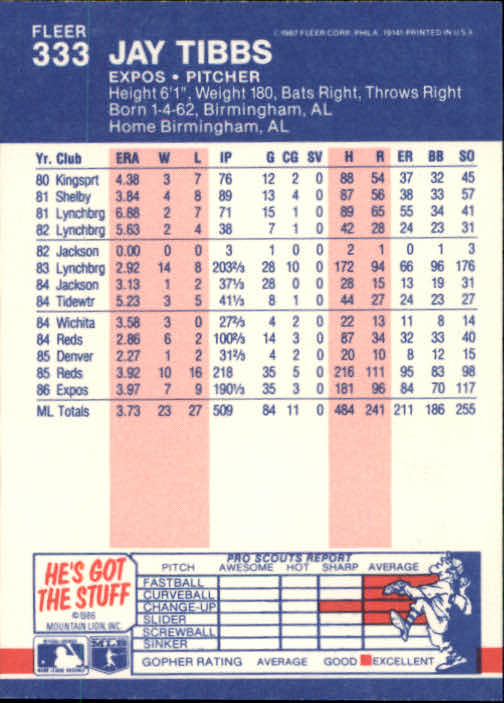 FLEER
333 JAY TIBBS
© 1987 FLEER CORP., PHILA. 19141 PRINTED IN U.S.A.
EXPOS • PITCHER
Height 6'1", Weight 180, Bats Right, Throws Right
Born 1-4-62, Birmingham, AL
Home Birmingham, AL
Yr. Club ERA W L IP G CG SV H R ER BB SO
80 Kingsprt 4.38 3 7 76 12 2 0 88 54 37 32 45
81 Shelby 3.84 4 8 89 13 4 0 87 56 38 33 57
81 Lynchbrg 6.88 2 7 71 15 1 0 89 65 55 34 41
82 Lynchbrg 5.63 2 4 38 7 1 0 42 28 24 23 31
82 Jackson 0.00 0 0 3 1 0 0 2 1 0 1 3
83 Lynchbrg 2.92 14 8 203⅔ 28 10 0 172 94 66 96 176
84 Jackson 3.13 1 2 37⅓ 28 0 0 28 15 13 19 31
84 Tidewtr 5.23 3 5 41⅓ 8 1 0 44 27 24 23 27
84 Wichita 3.58 3 0 27⅔ 4 2 0 22 13 11 8 14
84 Reds 2.86 6 2 100⅔ 14 3 0 87 34 32 33 40
85 Denver 2.27 1 2 31⅔ 4 2 0 20 10 8 12 15
85 Reds 3.92 10 16 218 35 5 0 216 111 95 83 98
86 Expos 3.97 7 9 190⅓ 35 3 0 181 96 84 70 117
ML Totals 3.73 23 27 509 84 11 0 484 241 211 186 255
HE'S GOT
THE STUFF
©1986
MOUNTAIN LION, INC.
MLB
PRO SCOUTS REPORT
PITCH AWESOME HOT SHARP AVERAGE
FASTBALL
CURVEBALL
CHANGE-UP
SLIDER
SCREWBALL
SINKER
GOPHER RATING AVERAGE GOOD EXCELLENT